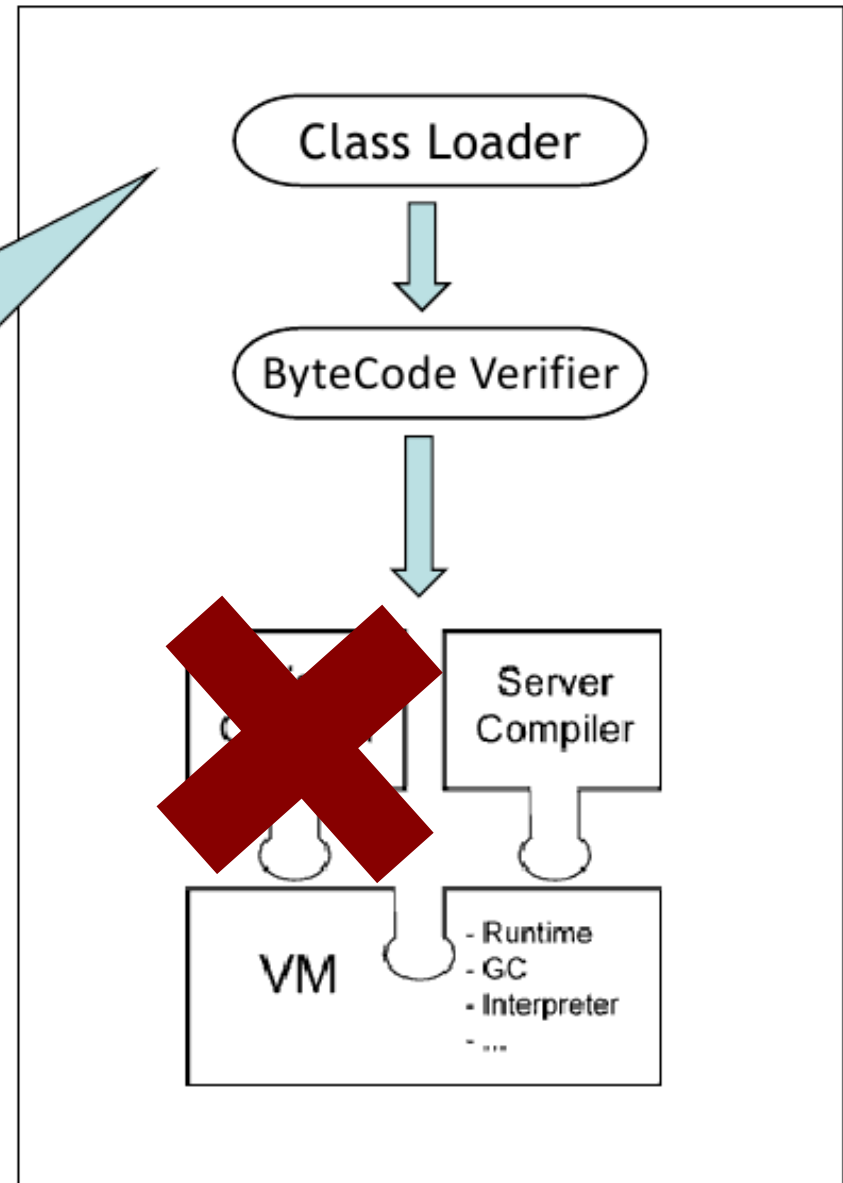 Class Loader
ByteCode Verifier
Server
Compiler
VM
- Runtime
- GC
- Interpreter
- ...